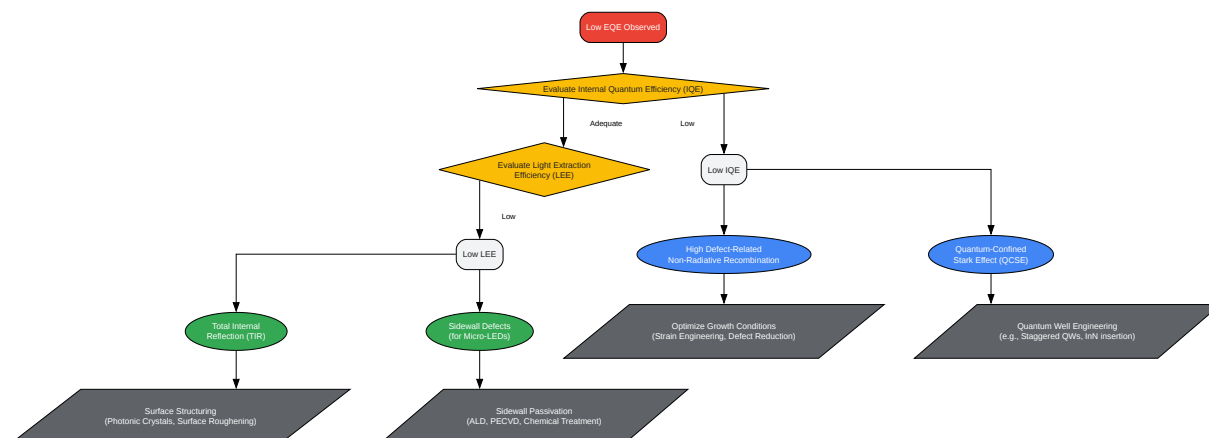 Low EQE Observed
Evaluate Internal Quantum Efficiency (IQE)
Adequate
Low
Evaluate Light Extraction
Efficiency (LEE)
Low IQE
Low
Low LEE
High Defect-Related
Non-Radiative Recombination
Quantum-Confined
Stark Effect (QCSE)
Total Internal
Reflection (TIR)
Sidewall Defects
(for Micro-LEDs)
Optimize Growth Conditions
(Strain Engineering, Defect Reduction)
Quantum Well Engineering
(e.g., Staggered QWs, InN insertion)
Surface Structuring
(Photonic Crystals, Surface Roughening)
Sidewall Passivation
(ALD, PECVD, Chemical Treatment)